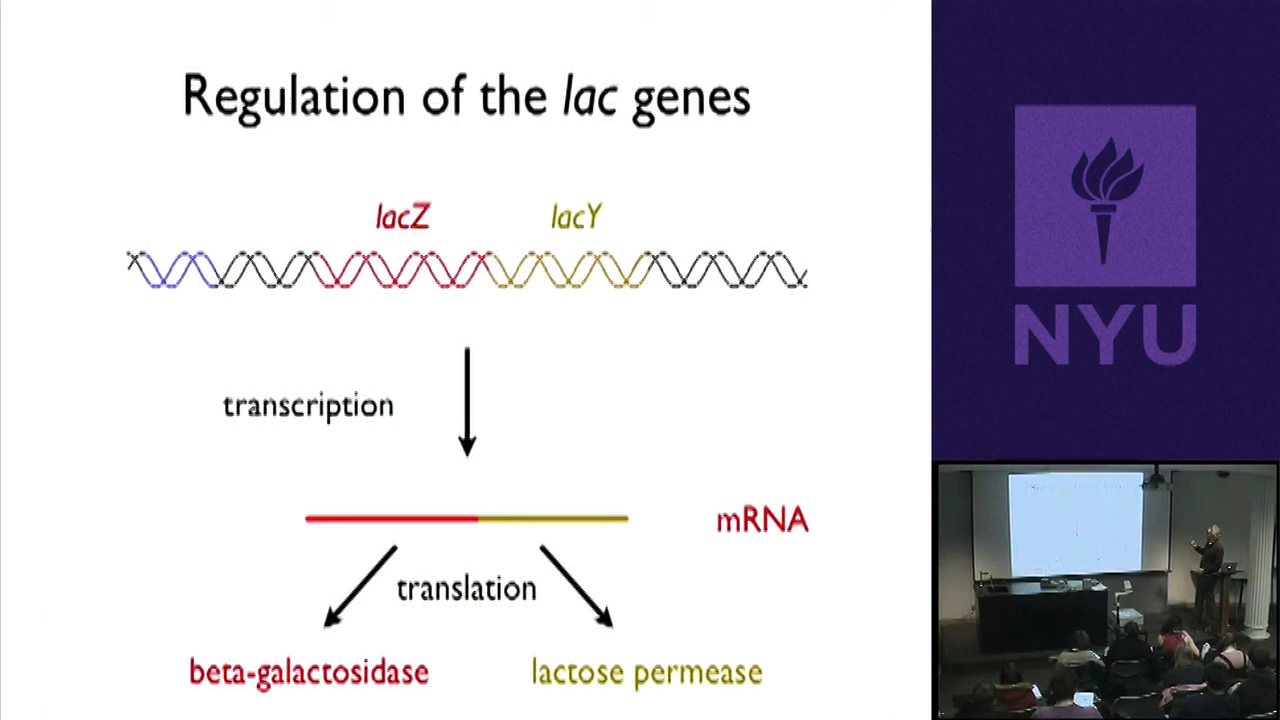 Regulation of the lac genes
lacZ
lacY
transcription
mRNA
translation
beta-galactosidase
lactose permease
NYU